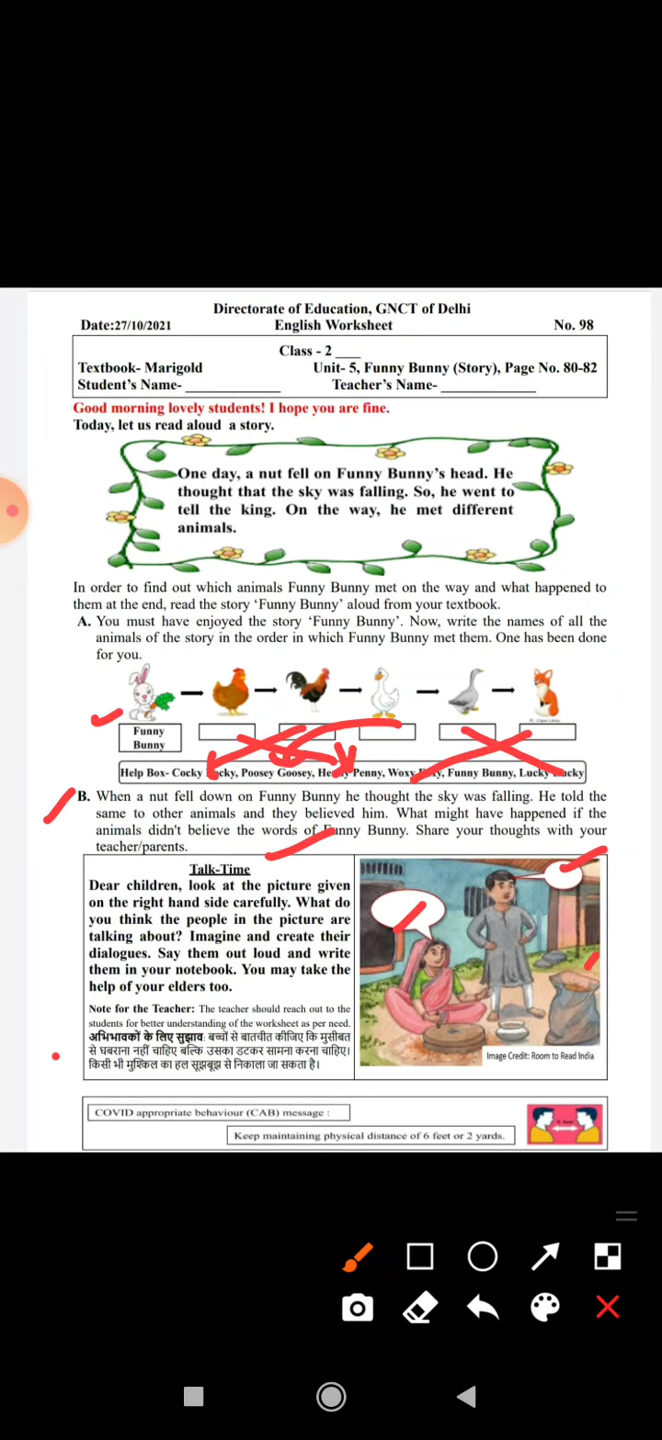 Directorate of Education, GNCT of Delhi
Date:27/10/2021 English Worksheet No. 98
Class - 2 ___
Textbook- Marigold Unit- 5, Funny Bunny (Story), Page No. 80-82
Student’s Name- ______________ Teacher’s Name- ______________
Good morning lovely students! I hope you are fine.
Today, let us read aloud a story.
One day, a nut fell on Funny Bunny’s head. He
thought that the sky was falling. So, he went to
tell the king. On the way, he met different
animals.
In order to find out which animals Funny Bunny met on the way and what happened to
them at the end, read the story ‘Funny Bunny’ aloud from your textbook.
A. You must have enjoyed the story ‘Funny Bunny’. Now, write the names of all the
animals of the story in the order in which Funny Bunny met them. One has been done
for you.
Funny
Bunny
Help Box- Cocky Poosey Goosey, Penny, Woxy Funny Bunny, Lucky
B. When a nut fell down on Funny Bunny he thought the sky was falling. He told the
same to other animals and they believed him. What might have happened if the
animals didn't believe the words of Funny Bunny. Share your thoughts with your
teacher/parents.
Talk-Time
Dear children, look at the picture given
on the right hand side carefully. What do
you think the people in the picture are
talking about? Imagine and create their
dialogues. Say them out loud and write
them in your notebook. You may take the
help of your elders too.
Note for the Teacher: The teacher should reach out to the
students for better understanding of the worksheet as per need.
अभिभावकों के लिए सुझाव: बच्चों से बातचीत कीजिए कि मुसीबत
से घबराना नहीं चाहिए बल्कि उसका डटकर सामना करना चाहिए।
किसी भी मुश्किल का हल सूझबूझ से निकाला जा सकता है।
Image Credit: Room to Read India
COVID appropriate behaviour (CAB) message :
Keep maintaining physical distance of 6 feet or 2 yards.